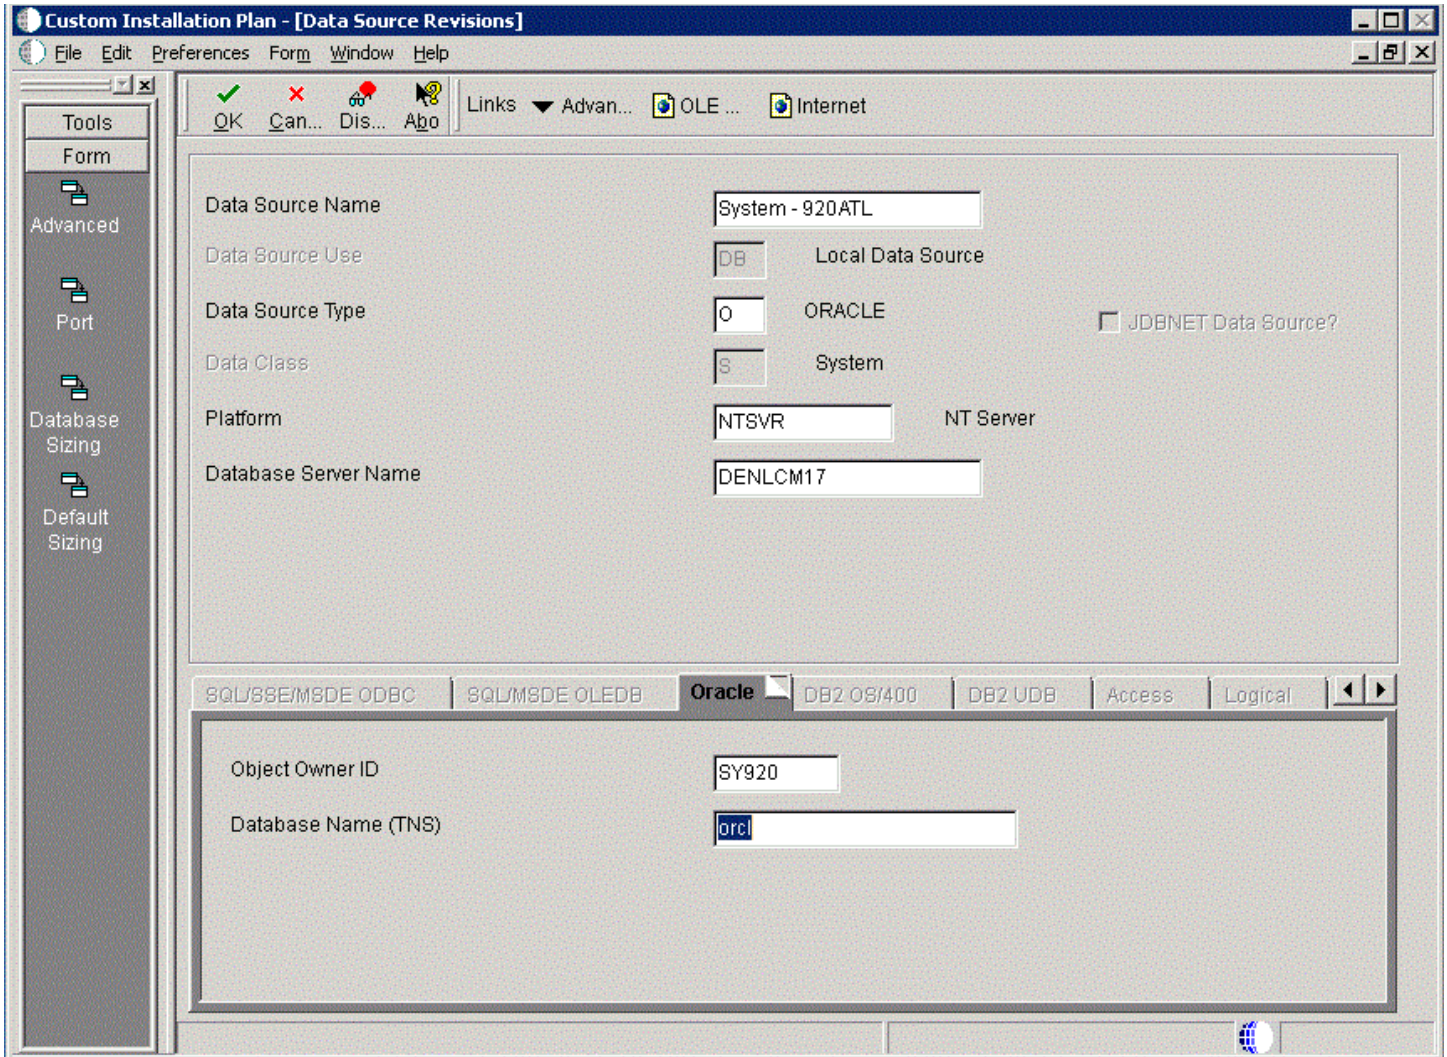 Custom Installation Plan - [Data Source Revisions]
File Edit Preferences Form Window Help
Tools
Form
Advanced
Port
Database
Sizing
Default
Sizing
OK Can... Dis... Abo Links Advan... OLE ... Internet
Data Source Name System - 920ATL
Data Source Use DB Local Data Source
Data Source Type O ORACLE JDBNET Data Source?
Data Class S System
Platform NTSVR NT Server
Database Server Name DENLCM17
SQL/SSE/MSDE ODBC SQL/MSDE OLEDB Oracle DB2 OS/400 DB2 UDB Access Logical
Object Owner ID SY920
Database Name (TNS) orcl